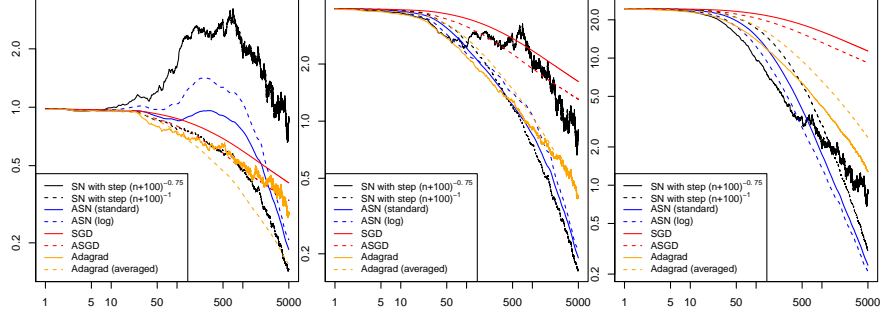 2.0
1.0
0.5
0.2
SN with step (n+100)^−0.75
SN with step (n+100)^−1
ASN (standard)
ASN (log)
SGD
ASGD
Adagrad
Adagrad (averaged)
1 5 10 50 500 5000
2.0
1.0
0.5
0.2
SN with step (n+100)^−0.75
SN with step (n+100)^−1
ASN (standard)
ASN (log)
SGD
ASGD
Adagrad
Adagrad (averaged)
1 5 10 50 500 5000
20.0
10.0
5.0
2.0
1.0
0.5
0.2
SN with step (n+100)^−0.75
SN with step (n+100)^−1
ASN (standard)
ASN (log)
SGD
ASGD
Adagrad
Adagrad (averaged)
1 5 10 50 500 5000